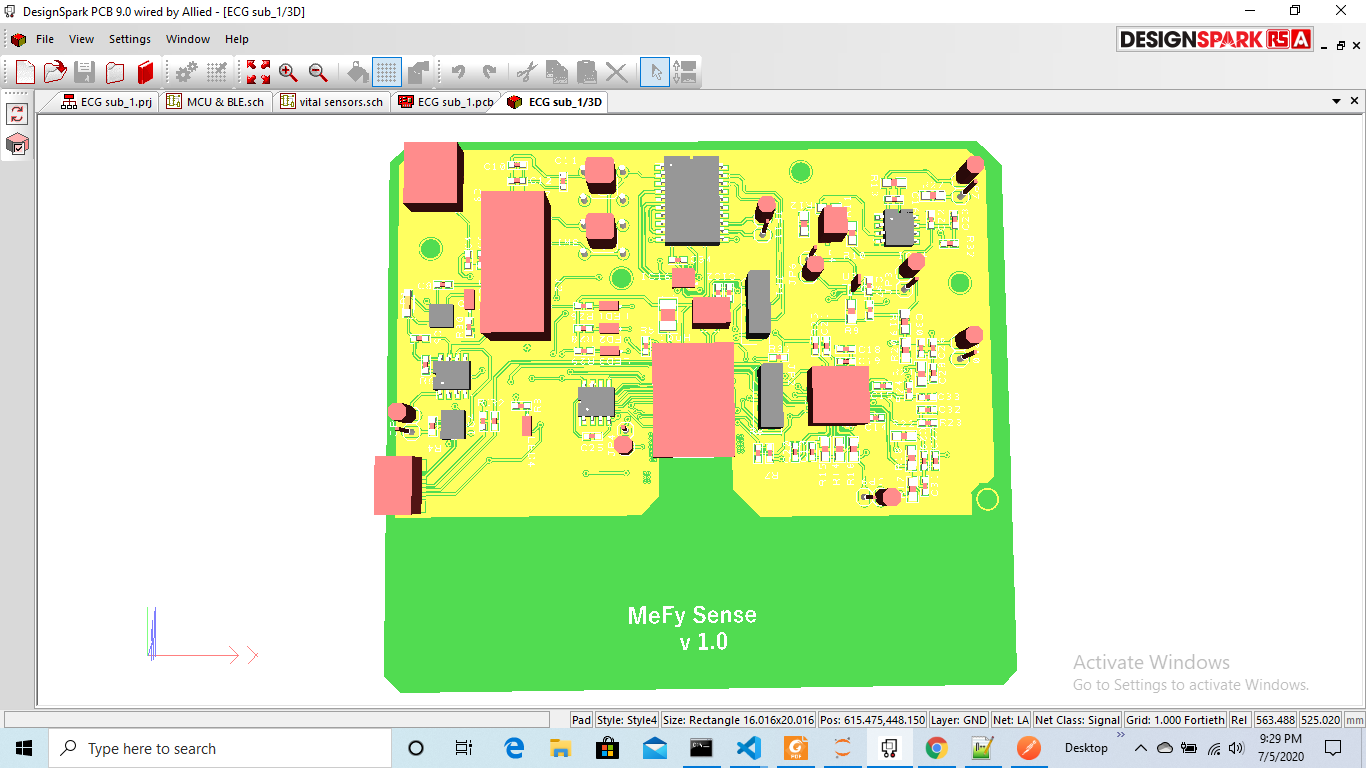 DesignSpark PCB 9.0 wired by Allied - [ECG sub_1/3D]
File View Settings Window Help
DESIGNSPARK RS A
ECG sub_1.prj MCU & BLE.sch vital sensors.sch ECG sub_1.pcb ECG sub_1/3D
MeFy Sense
v 1.0
Activate Windows
Go to Settings to activate Windows.
Pad Style: Style4 Size: Rectangle 16.016x20.016 Pos: 615.475,448.150 Layer: GND Net: LA Net Class: Signal Grid: 1.000 Fortieth Rel 563.488 525.020 mm
Type here to search
Desktop
9:29 PM
7/5/2020